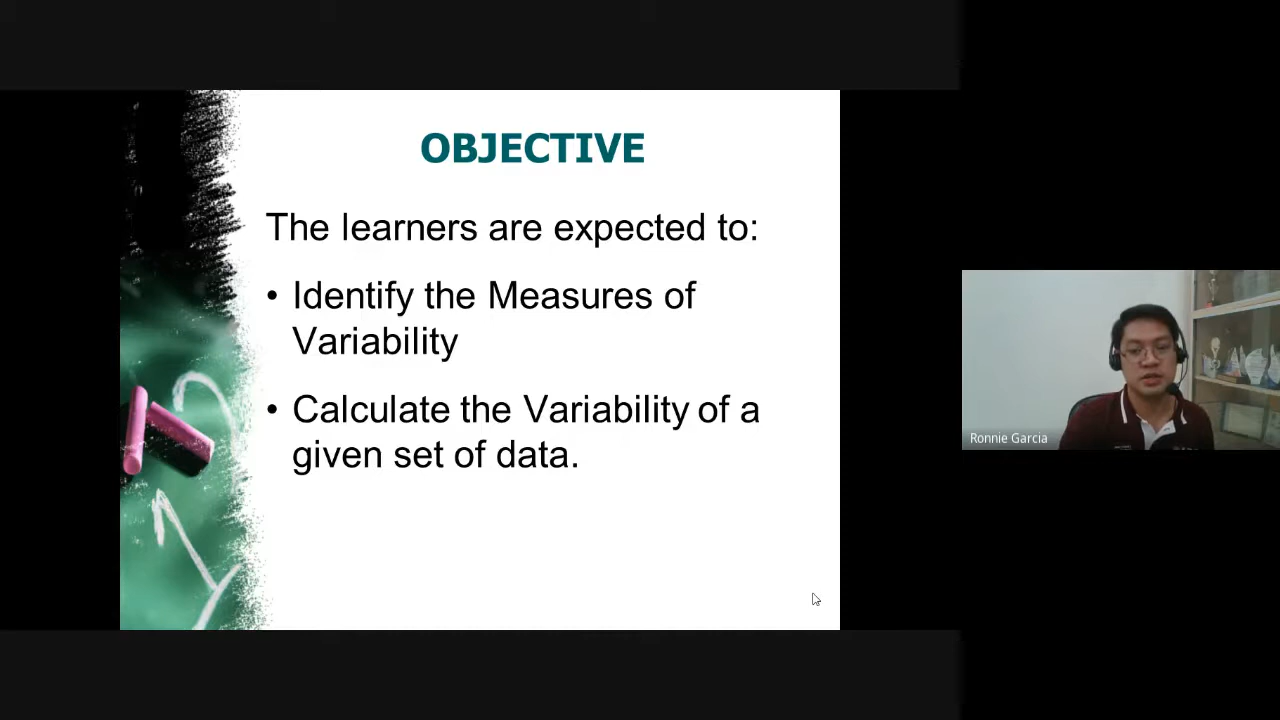 OBJECTIVE
The learners are expected to:
• Identify the Measures of
Variability
• Calculate the Variability of a
given set of data.
Ronnie Garcia